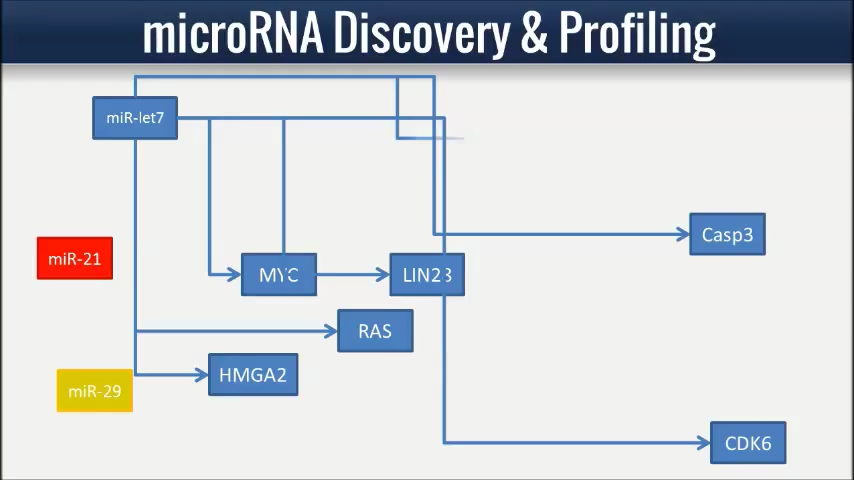 microRNA Discovery & Profiling
miR-let7
Casp3
miR-21
MYC
LIN28
RAS
HMGA2
miR-29
CDK6